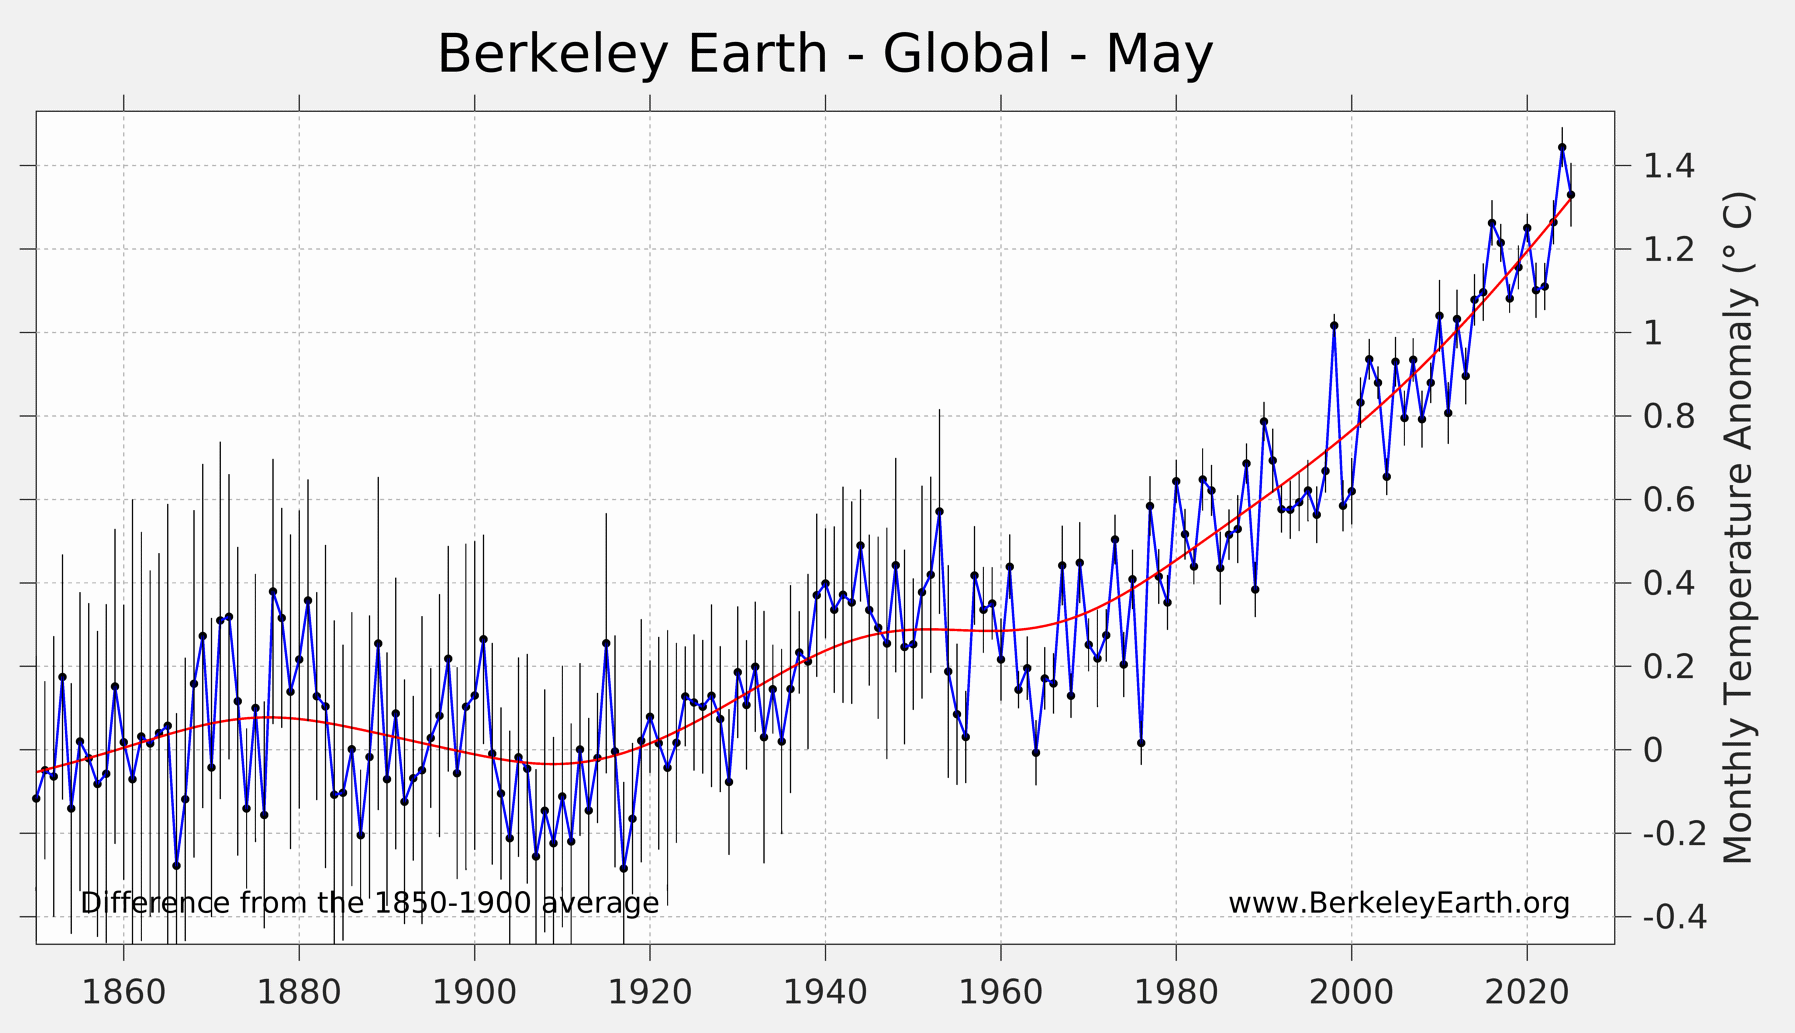 Berkeley Earth - Global - May
1.4
1.2
1
0.8
0.6
0.4
0.2
0
-0.2
-0.4
Monthly Temperature Anomaly (° C)
Difference from the 1850-1900 average
www.BerkeleyEarth.org
1860 1880 1900 1920 1940 1960 1980 2000 2020